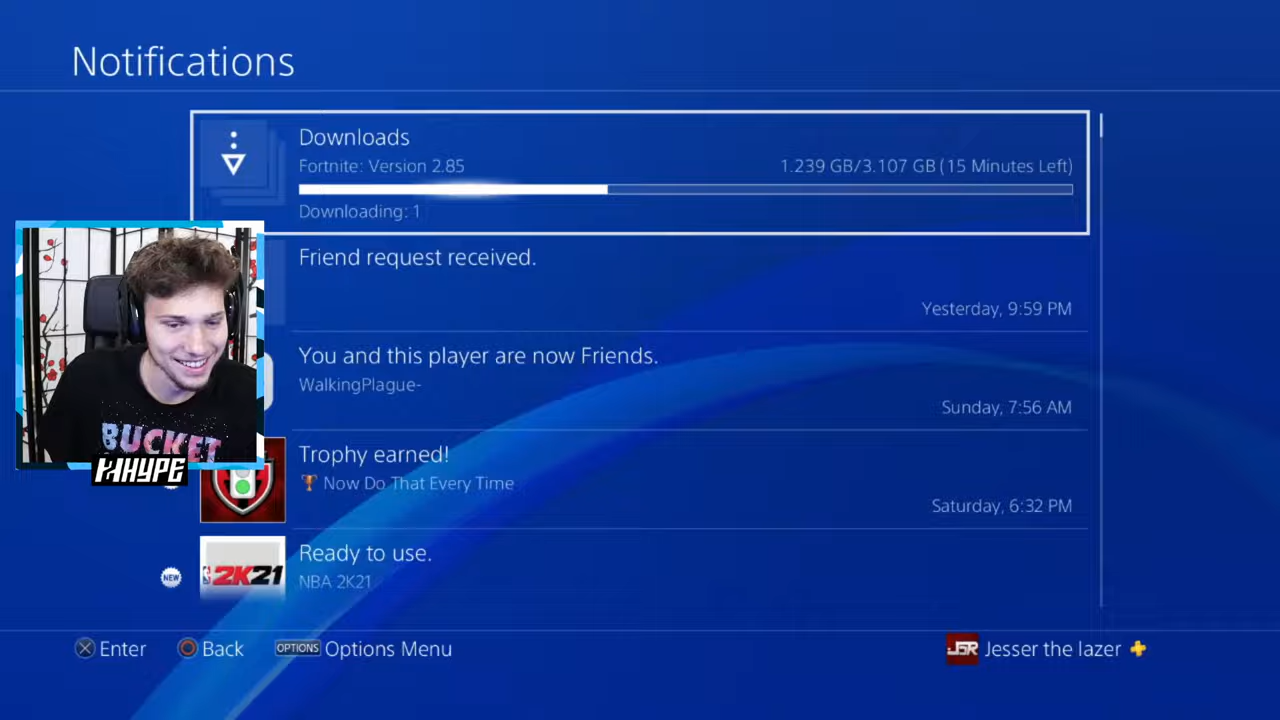 Notifications
Downloads
Fortnite: Version 2.85
1.239 GB/3.107 GB (15 Minutes Left)
Downloading: 1
Friend request received.
Yesterday, 9:59 PM
You and this player are now Friends.
WalkingPlague-
Sunday, 7:56 AM
BUCKET
HYPE
Trophy earned!
Now Do That Every Time
Saturday, 6:32 PM
Ready to use.
NEW
2K21
NBA 2K21
Enter
Back
OPTIONS Options Menu
JSR Jesser the lazer